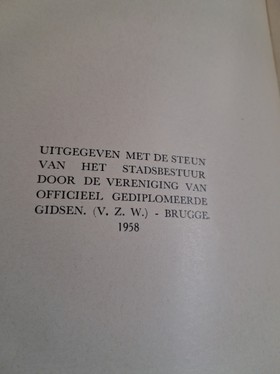 UITGEGEVEN MET DE STEUN
VAN HET STADSBESTUUR
DOOR DE VERENIGING VAN
OFFICIEEL GEDIPLOMEERDE
GIDSEN. (V. Z. W.) - BRUGGE.
1958